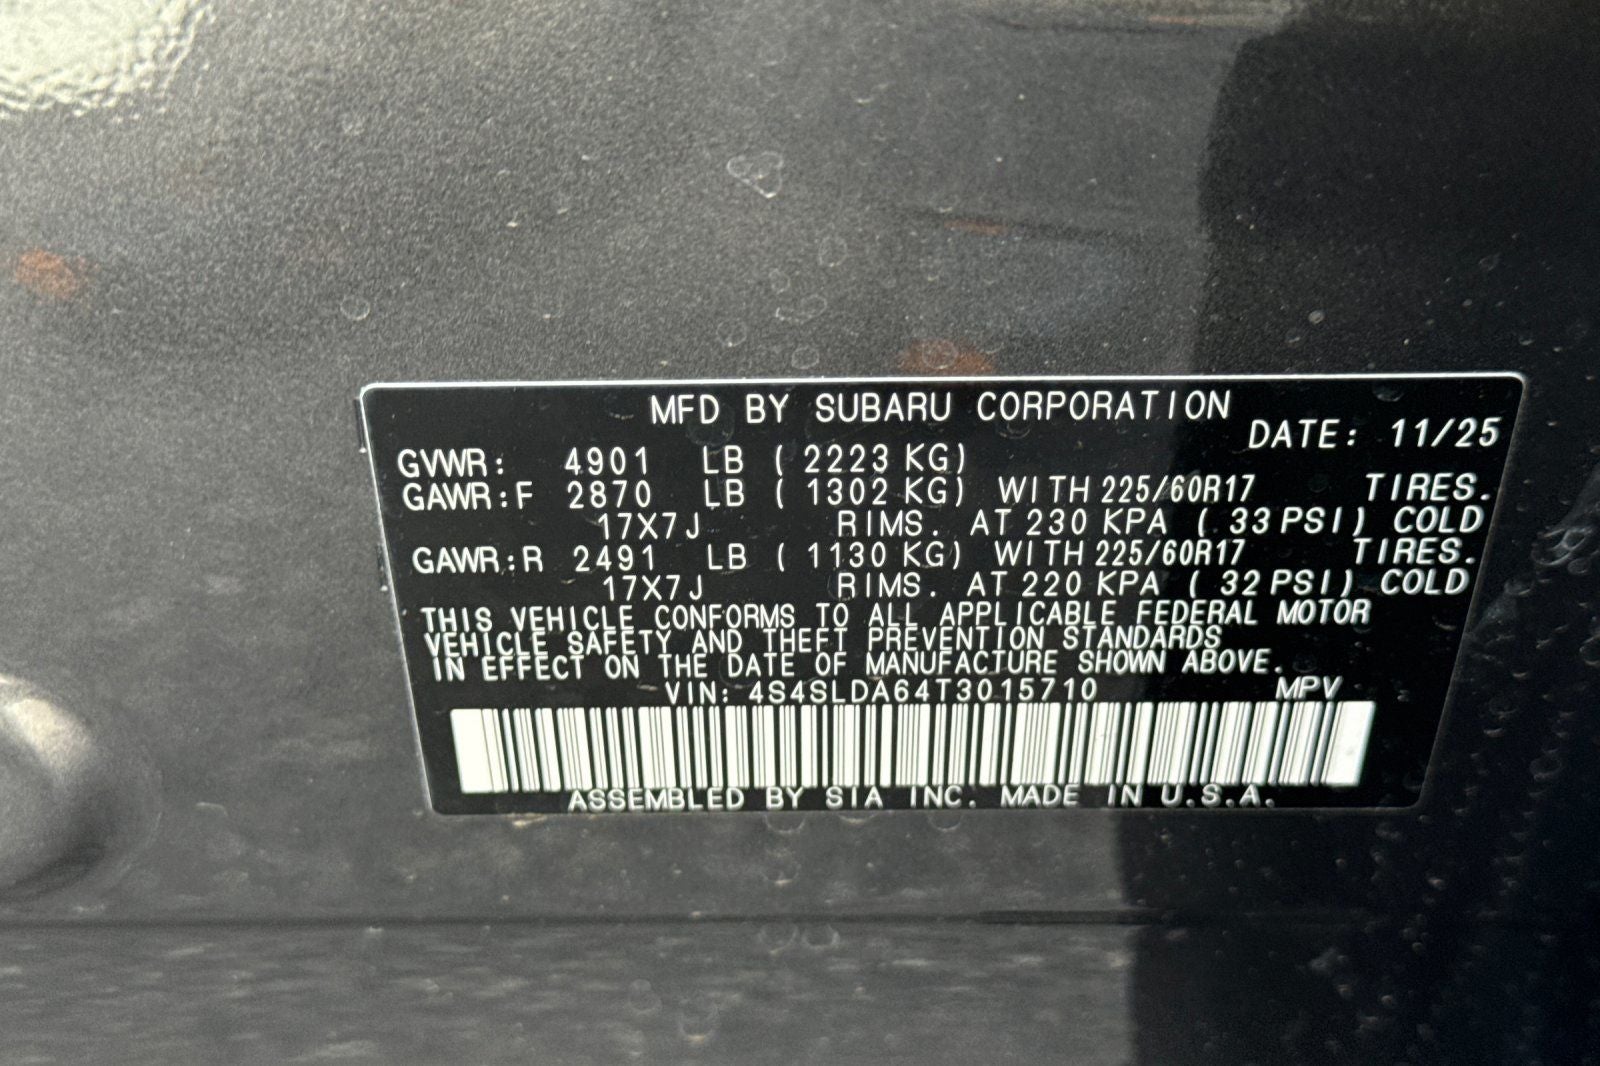 MFD BY SUBARU CORPORATION
DATE: 11/25
GVWR: 4901 LB ( 2223 KG)
GAWR:F 2870 LB ( 1302 KG) WITH 225/60R17 TIRES.
17X7J RIMS. AT 230 KPA ( 33 PSI) COLD
GAWR:R 2491 LB ( 1130 KG) WITH 225/60R17 TIRES.
17X7J RIMS. AT 220 KPA ( 32 PSI) COLD
THIS VEHICLE CONFORMS TO ALL APPLICABLE FEDERAL MOTOR
VEHICLE SAFETY AND THEFT PREVENTION STANDARDS
IN EFFECT ON THE DATE OF MANUFACTURE SHOWN ABOVE.
VIN: 4S4SLDA64T3015710 MPV
ASSEMBLED BY SIA INC. MADE IN U.S.A.